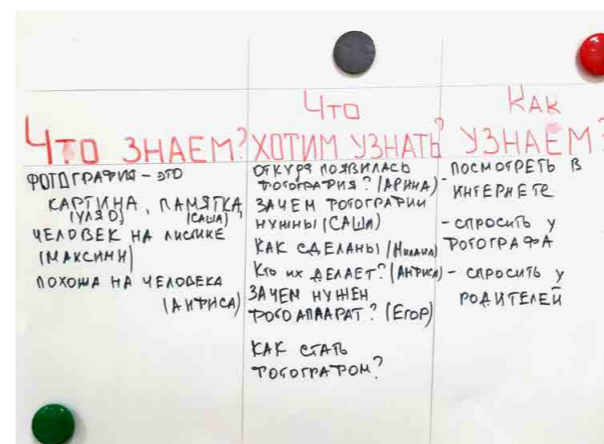 Что знаем?
ФОТОГРАФИЯ – ЭТО
КАРТИНА, ПАМЯТКА,
(УЛЯ О) (САША)
ЧЕЛОВЕК НА ЛИСТИКЕ
(МАКСИМ Н)
ПОХОЖА НА ЧЕЛОВЕКА
(АНФИСА)
Что
ХОТИМ УЗНАТЬ?
ОТКУДА ПОЯВИЛАСЬ
ФОТОГРАФИЯ? (АРИНА)
ЗАЧЕМ ФОТОГРАФИИ
НУЖНЫ (САША)
КАК СДЕЛАНЫ
КТО ИХ ДЕЛАЕТ? (АНФИСА)
ЗАЧЕМ НУЖЕН
ФОТОАППАРАТ? (ЕГОР)
КАК СТАТЬ
ФОТОГРАФОМ?
КАК
УЗНАЕМ?
- ПОСМОТРЕТЬ В
ИНТЕРНЕТЕ
- СПРОСИТЬ У
ФОТОГРАФА
- СПРОСИТЬ У
РОДИТЕЛЕЙ